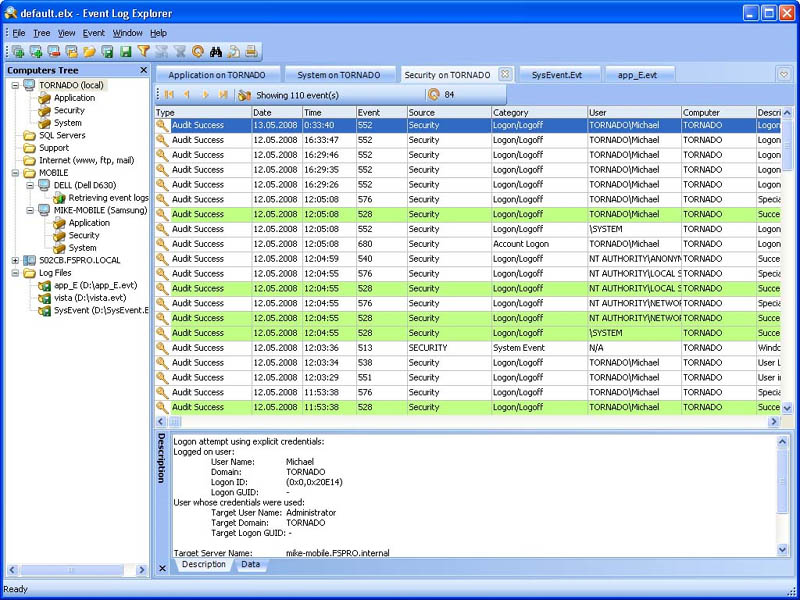 default.elx - Event Log Explorer
File Tree View Event Window Help
Computers Tree
TORNADO (local)
Application
Security
System
SQL Servers
Support
Internet (www, ftp, mail)
MOBILE
DELL (Dell D630)
Retrieving event logs
MIKE-MOBILE (Samsung)
Application
Security
System
S02CB.FSPRO.LOCAL
Log Files
app_E (D:\app_E.evt)
vista (D:\vista.evt)
SysEvent (D:\SysEvent.E
Application on TORNADO System on TORNADO Security on TORNADO SysEvent.Evt app_E.evt
Showing 110 event(s) 84
Type Date Time Event Source Category User Computer Descri
Audit Success 13.05.2008 0:33:40 552 Security Logon/Logoff TORNADO\Michael TORNADO Logon
Audit Success 12.05.2008 16:33:47 552 Security Logon/Logoff TORNADO\Michael TORNADO Logon
Audit Success 12.05.2008 16:29:46 552 Security Logon/Logoff TORNADO\Michael TORNADO Logon
Audit Success 12.05.2008 16:29:35 552 Security Logon/Logoff TORNADO\Michael TORNADO Logon
Audit Success 12.05.2008 16:29:26 552 Security Logon/Logoff TORNADO\Michael TORNADO Logon
Audit Success 12.05.2008 12:05:08 576 Security Logon/Logoff TORNADO\Michael TORNADO Specia
Audit Success 12.05.2008 12:05:08 528 Security Logon/Logoff TORNADO\Michael TORNADO Succe
Audit Success 12.05.2008 12:05:08 552 Security Logon/Logoff \SYSTEM TORNADO Logon
Audit Success 12.05.2008 12:05:08 680 Security Account Logon TORNADO\Michael TORNADO Logon
Audit Success 12.05.2008 12:04:59 540 Security Logon/Logoff NT AUTHORITY\ANONYM TORNADO Succe
Audit Success 12.05.2008 12:04:55 576 Security Logon/Logoff NT AUTHORITY\LOCAL S TORNADO Specia
Audit Success 12.05.2008 12:04:55 528 Security Logon/Logoff NT AUTHORITY\LOCAL S TORNADO Succe
Audit Success 12.05.2008 12:04:55 576 Security Logon/Logoff NT AUTHORITY\NETWOR TORNADO Specia
Audit Success 12.05.2008 12:04:55 528 Security Logon/Logoff NT AUTHORITY\NETWOR TORNADO Succe
Audit Success 12.05.2008 12:04:55 528 Security Logon/Logoff \SYSTEM TORNADO Succe
Audit Success 12.05.2008 12:03:36 513 SECURITY System Event N/A TORNADO Windo
Audit Success 12.05.2008 12:03:34 538 Security Logon/Logoff TORNADO\Michael TORNADO User L
Audit Success 12.05.2008 12:03:29 551 Security Logon/Logoff TORNADO\Michael TORNADO User in
Audit Success 12.05.2008 11:53:38 576 Security Logon/Logoff TORNADO\Michael TORNADO Specia
Audit Success 12.05.2008 11:53:38 528 Security Logon/Logoff TORNADO\Michael TORNADO Succe
Description
Logon attempt using explicit credentials:
Logged on user:
User Name: Michael
Domain: TORNADO
Logon ID: (0x0,0x20E14)
Logon GUID: -
User whose credentials were used:
Target User Name: Administrator
Target Domain: TORNADO
Target Logon GUID: -
Target Server Name: mike-mobile.FSPRO.internal
Description Data
Ready